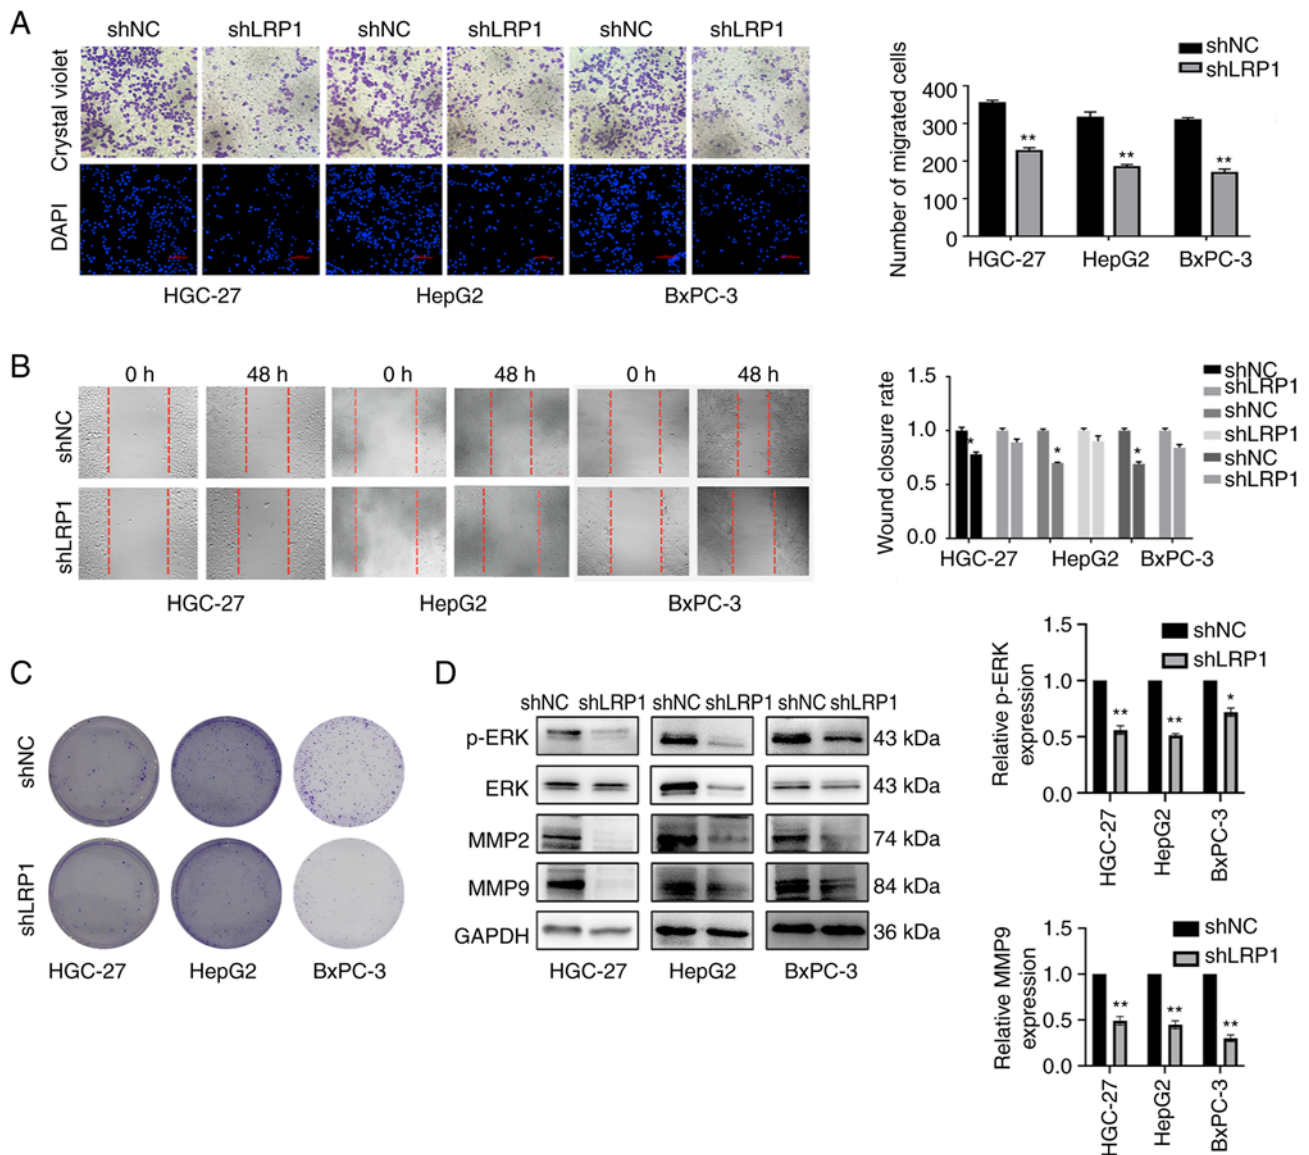 A
shNC shLRP1 shNC shLRP1 shNC shLRP1
Crystal violet
DAPI
HGC-27 HepG2 BxPC-3
shNC
shLRP1
Number of migrated cells
400
300
200
100
0
HGC-27 HepG2 BxPC-3
** ** **
B
0 h 48 h 0 h 48 h 0 h 48 h
shNC
shLRP1
HGC-27 HepG2 BxPC-3
Wound closure rate
1.5
1.0
0.5
0.0
* * *
HGC-27 HepG2 BxPC-3
shNC
shLRP1
shNC
shLRP1
shNC
shLRP1
C
shNC
shLRP1
HGC-27 HepG2 BxPC-3
D
shNC shLRP1 shNC shLRP1 shNC shLRP1
p-ERK 43 kDa
ERK 43 kDa
MMP2 74 kDa
MMP9 84 kDa
GAPDH 36 kDa
HGC-27 HepG2 BxPC-3
Relative p-ERK
expression
1.5
1.0
0.5
0.0
shNC
shLRP1
** ** *
HGC-27
HepG2
BxPC-3
Relative MMP9
expression
1.5
1.0
0.5
0.0
shNC
shLRP1
** ** **
HGC-27
HepG2
BxPC-3